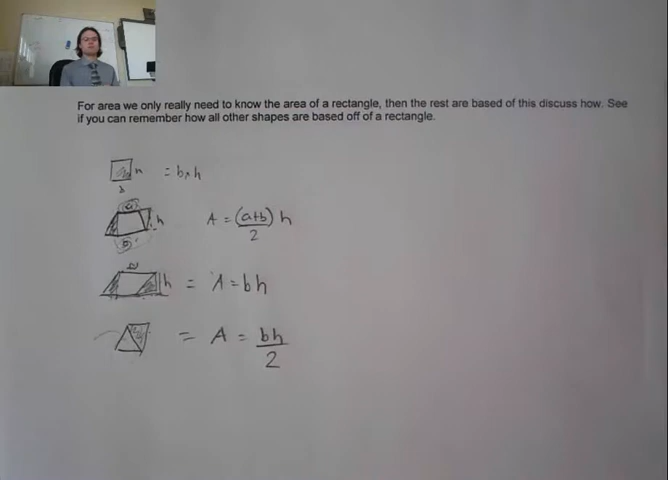 For area we only really need to know the area of a rectangle, then the rest are based of this discuss how. See
if you can remember how all other shapes are based off of a rectangle.
= b×h
h A = (a+b)/2 h
h = A = bh
= A = bh/2